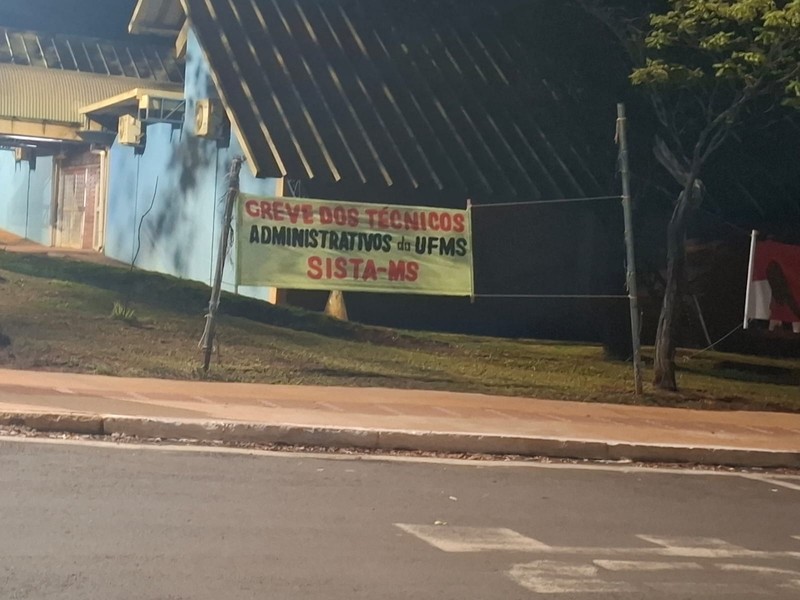 GREVE DOS TÉCNICOS
ADMINISTRATIVOS da UFMS
SISTA-MS